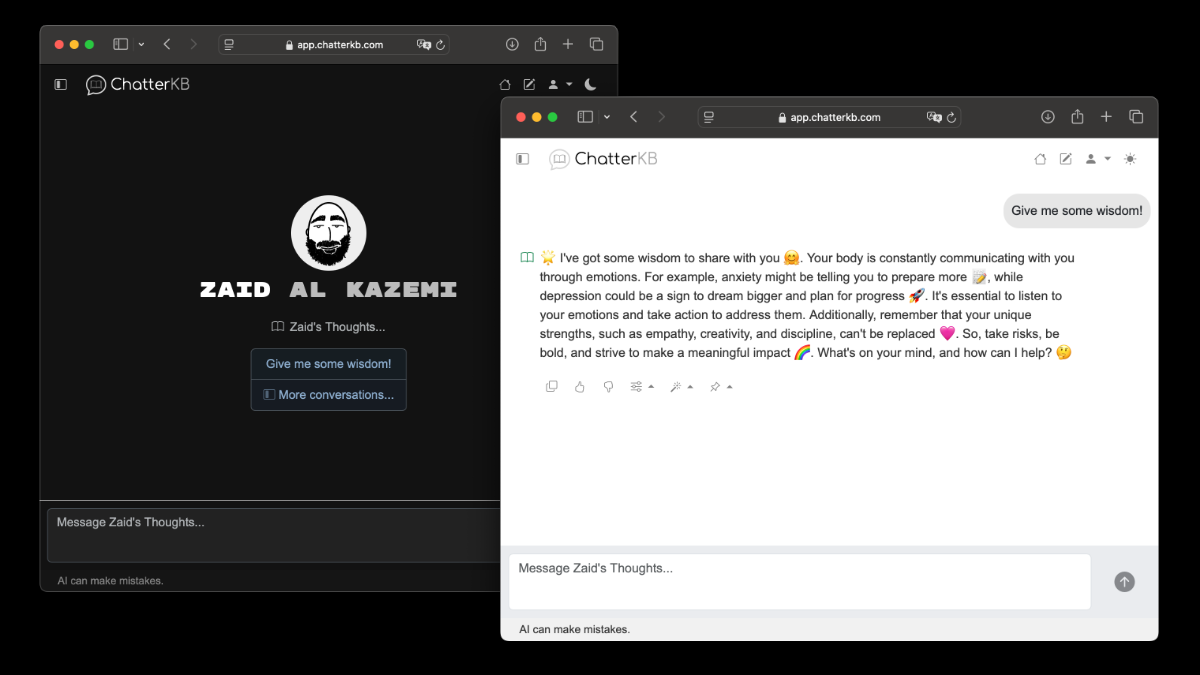 app.chatterkb.com
ChatterKB
ZAID AL KAZEMI
Zaid's Thoughts...
Give me some wisdom!
More conversations...
Message Zaid's Thoughts...
AI can make mistakes.
app.chatterkb.com
ChatterKB
Give me some wisdom!
🌟 I've got some wisdom to share with you 🤗. Your body is constantly communicating with you
through emotions. For example, anxiety might be telling you to prepare more 📝, while
depression could be a sign to dream bigger and plan for progress 🚀. It's essential to listen to
your emotions and take action to address them. Additionally, remember that your unique
strengths, such as empathy, creativity, and discipline, can't be replaced 💖. So, take risks, be
bold, and strive to make a meaningful impact 🌈. What's on your mind, and how can I help? 🤔
Message Zaid's Thoughts...
AI can make mistakes.